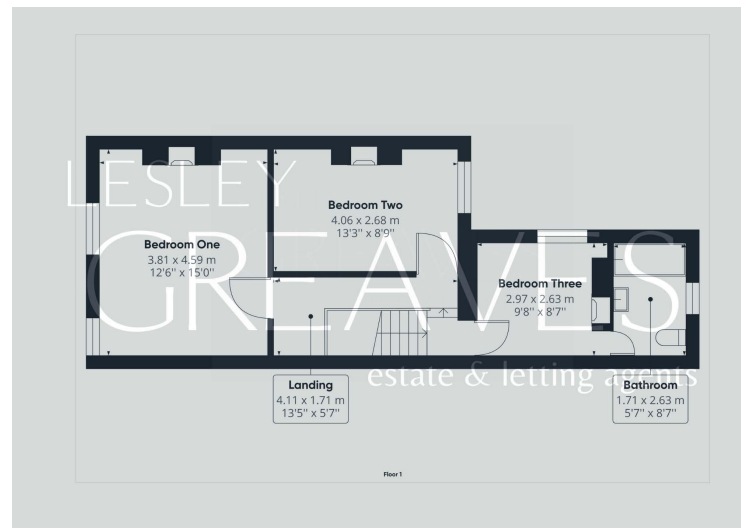 LESLEY
GREAVES
estate & letting agents
Bedroom One
3.81 x 4.59 m
12'6" x 15'0"
Bedroom Two
4.06 x 2.68 m
13'3" x 8'9"
Bedroom Three
2.97 x 2.63 m
9'8" x 8'7"
Landing
4.11 x 1.71 m
13'5" x 5'7"
Bathroom
1.71 x 2.63 m
5'7" x 8'7"
Floor 1